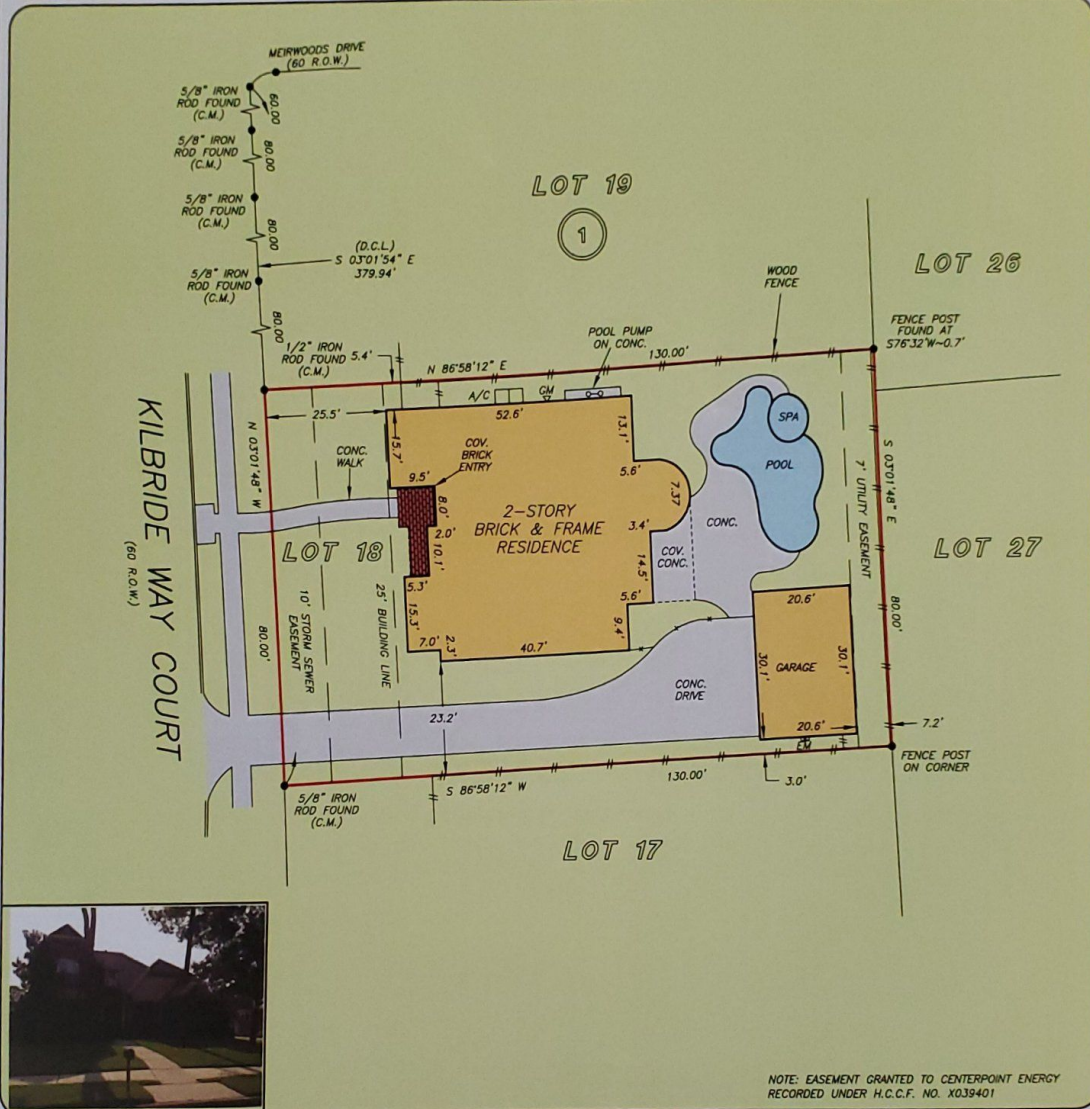 MEIRWOODS DRIVE
(60 R.O.W.)
5/8" IRON
ROD FOUND
(C.M.)
60.00
5/8" IRON
ROD FOUND
(C.M.)
80.00
5/8" IRON
ROD FOUND
(C.M.)
80.00
(D.C.L.)
S 03°01'54" E
379.94'
5/8" IRON
ROD FOUND
(C.M.)
80.00
LOT 19
1
LOT 26
WOOD
FENCE
FENCE POST
FOUND AT
S76°32'W~0.7'
POOL PUMP
ON CONC.
1/2" IRON
ROD FOUND
(C.M.)
5.4'
N 86°58'12" E
130.00'
A/C
GM
25.5'
52.6'
13.1'
SPA
POOL
15.7'
COV.
BRICK
ENTRY
CONC.
WALK
9.5'
5.6'
7.37
N 03°01'48" W
S 03°01'48" E
7' UTILITY EASEMENT
KILBRIDE WAY COURT
(60 R.O.W.)
8.0'
2.0'
10.1'
2-STORY
BRICK & FRAME
RESIDENCE
3.4'
CONC.
COV.
CONC.
14.5'
LOT 18
LOT 27
5.3'
15.3'
5.6'
9.4'
20.6'
80.00'
10' STORM SEWER
EASEMENT
25' BUILDING LINE
80.00'
7.0'
2.3'
40.7'
30.1'
GARAGE
30.1'
CONC.
DRIVE
23.2'
20.6'
7.2'
EM
FENCE POST
ON CORNER
130.00'
3.0'
S 86°58'12" W
5/8" IRON
ROD FOUND
(C.M.)
LOT 17
NOTE: EASEMENT GRANTED TO CENTERPOINT ENERGY
RECORDED UNDER H.C.C.F. NO. X039401